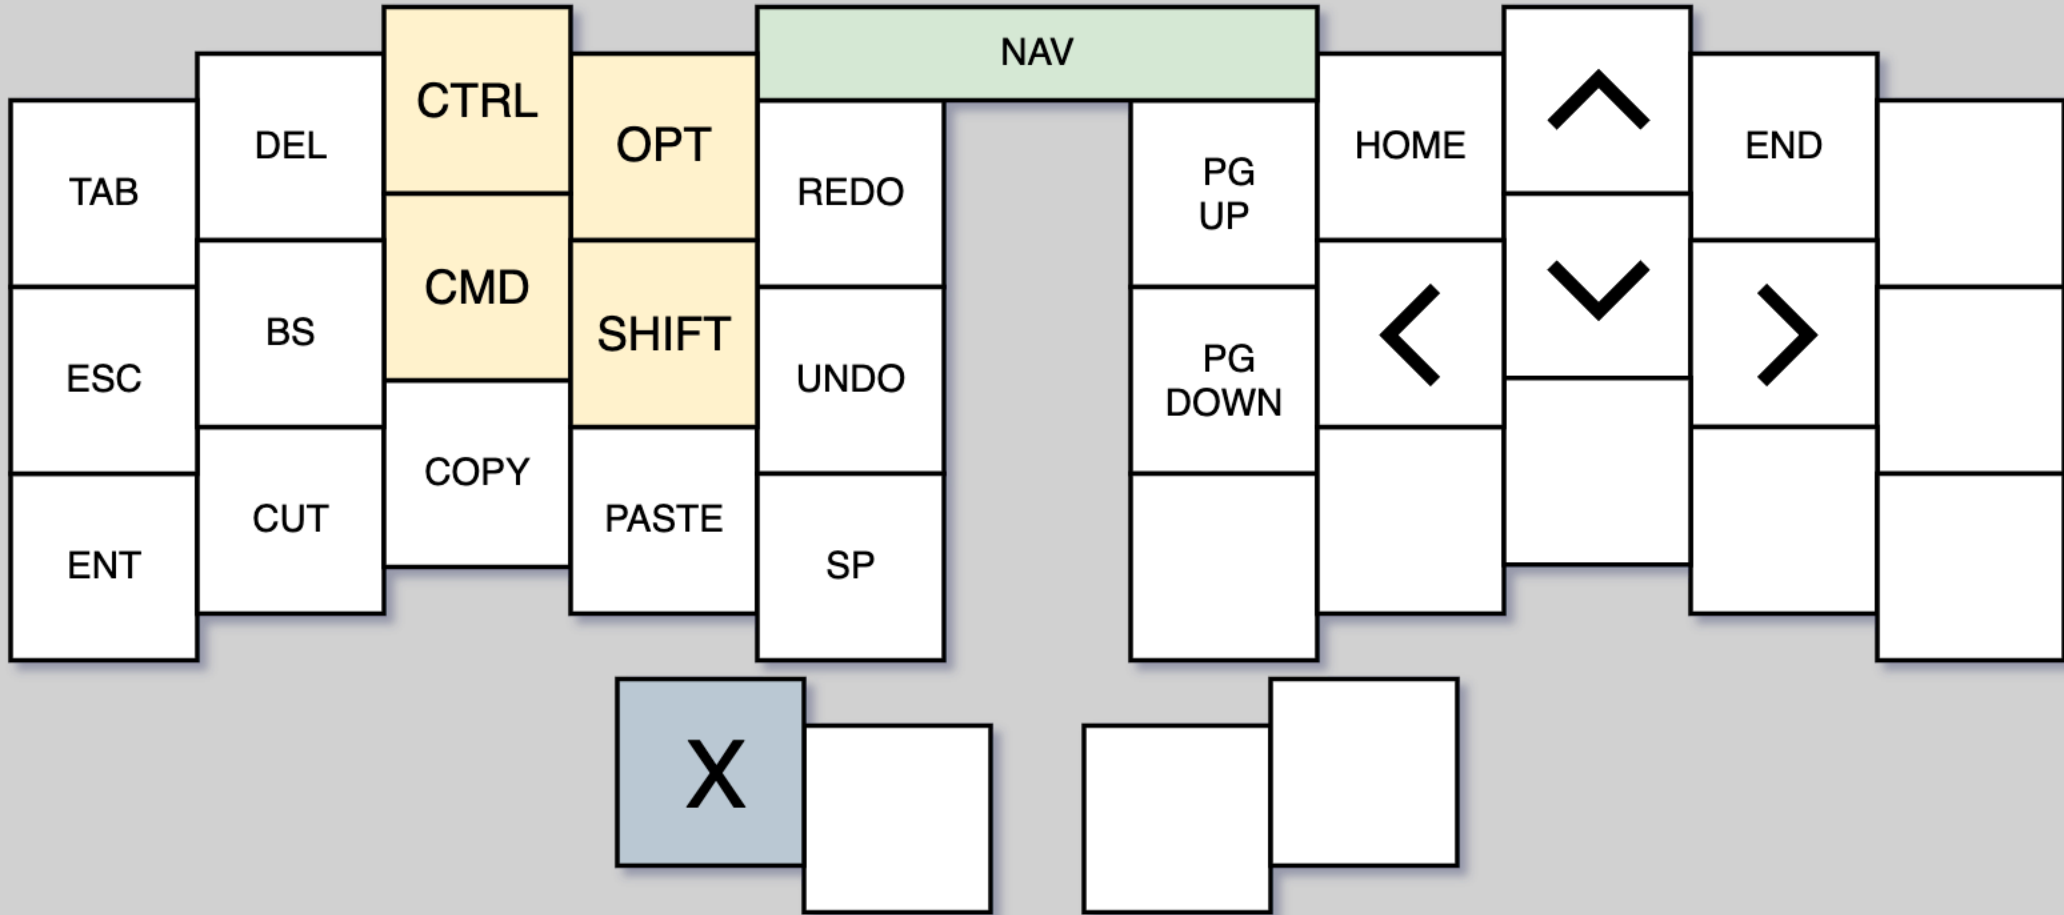 NAV
TAB
DEL
CTRL
OPT
REDO
PG
UP
HOME
END
ESC
BS
CMD
SHIFT
UNDO
PG
DOWN
ENT
CUT
COPY
PASTE
SP
X